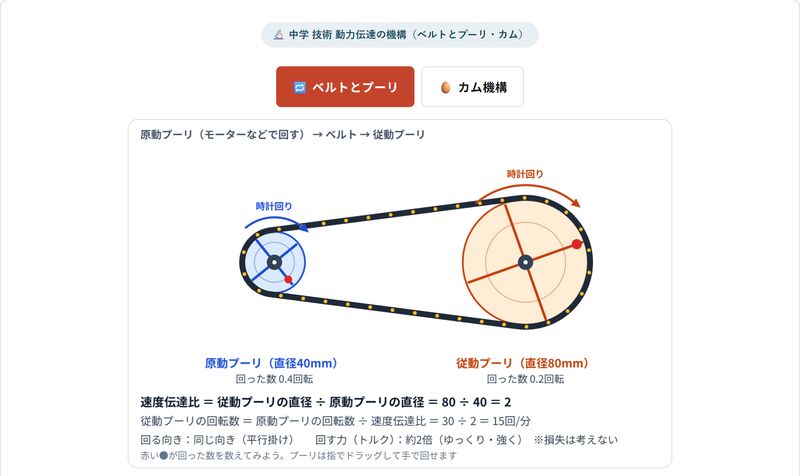 中学 技術 動力伝達の機構（ベルトとプーリ・カム）
ベルトとプーリ
カム機構
原動プーリ（モーターなどで回す） → ベルト → 従動プーリ
時計回り
時計回り
原動プーリ（直径40mm）
回った数 0.4回転
従動プーリ（直径80mm）
回った数 0.2回転
速度伝達比 ＝ 従動プーリの直径 ÷ 原動プーリの直径 ＝ 80 ÷ 40 ＝ 2
従動プーリの回転数 ＝ 原動プーリの回転数 ÷ 速度伝達比 ＝ 30 ÷ 2 ＝ 15回/分
回る向き：同じ向き（平行掛け）　回す力（トルク）：約2倍（ゆっくり・強く）　※損失は考えない
赤い●が回った数を数えてみよう。プーリは指でドラッグして手で回せます